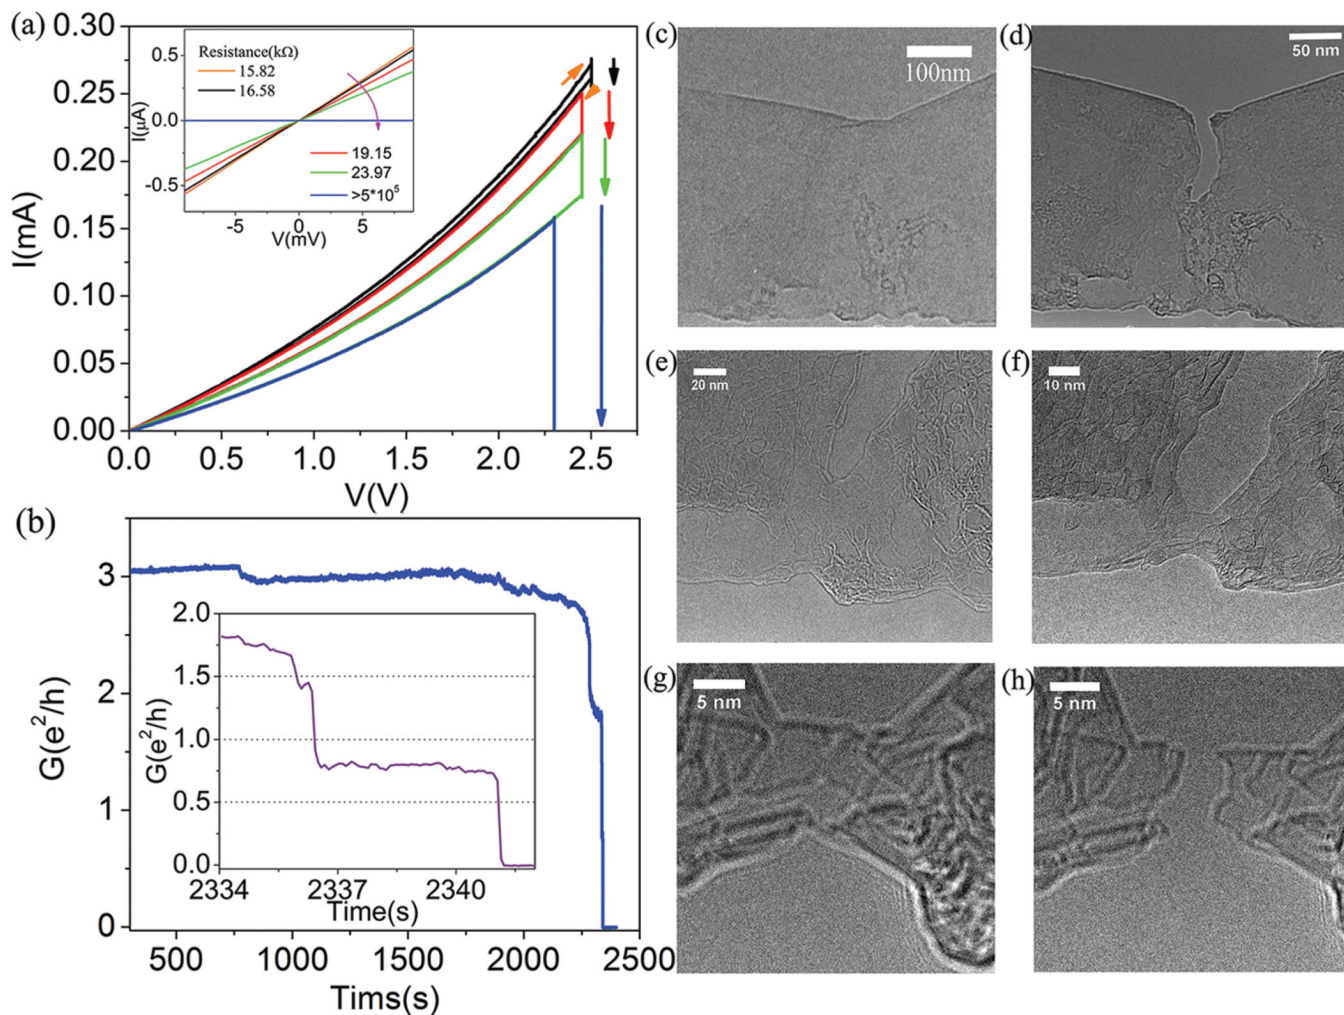 (a)
I(mA)
0.30
0.25
0.20
0.15
0.10
0.05
0.00
0.0 0.5 1.0 1.5 2.0 2.5
V(V)
I(μA)
0.5
0.0
-0.5
-5 0 5
V(mV)
Resistance(kΩ)
15.82
16.58
19.15
23.97
>5*10⁵
(b)
G(e²/h)
3
3
2
1
0
500 1000 1500 2000 2500
Tims(s)
G(e²/h)
2.0
1.5
1.0
0.5
0.0
2334 2337 2340
Time(s)
(c)
100nm
(d)
50 nm
(e)
20 nm
(f)
10 nm
(g)
5 nm
(h)
5 nm